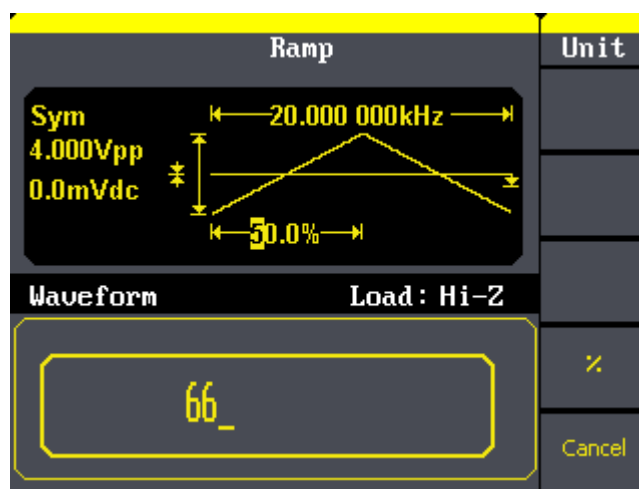 Ramp
Unit
Sym
20.000 000kHz
4.000Vpp
0.0mVdc
50.0%
Waveform
Load: Hi-Z
%
66_
Cancel